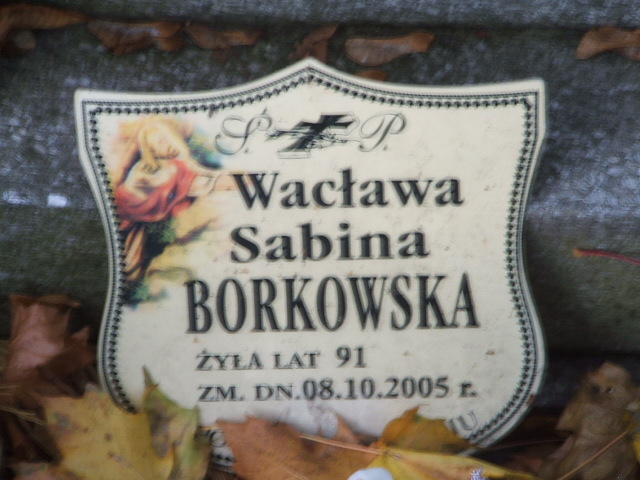 Ś. P.
Wacława
Sabina
BORKOWSKA
ŻYŁA LAT 91
ZM. DN. 08.10.2005 r.